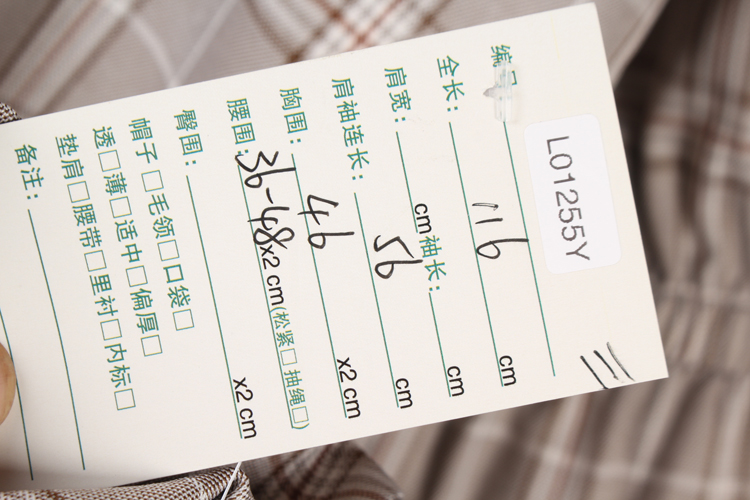 L01255Y
编号
全长：116 cm
肩宽： cm 袖长： cm
肩袖连长：56 cm
胸围：46 x2 cm
腰围：36-48 x2 cm (松紧□ 抽绳□)
臀围： x2 cm
帽子 □ 毛领 □ 口袋 □
透 □ 薄 □ 适中 □ 偏厚 □
垫肩 □ 腰带 □ 里衬 □ 内标 □
备注：